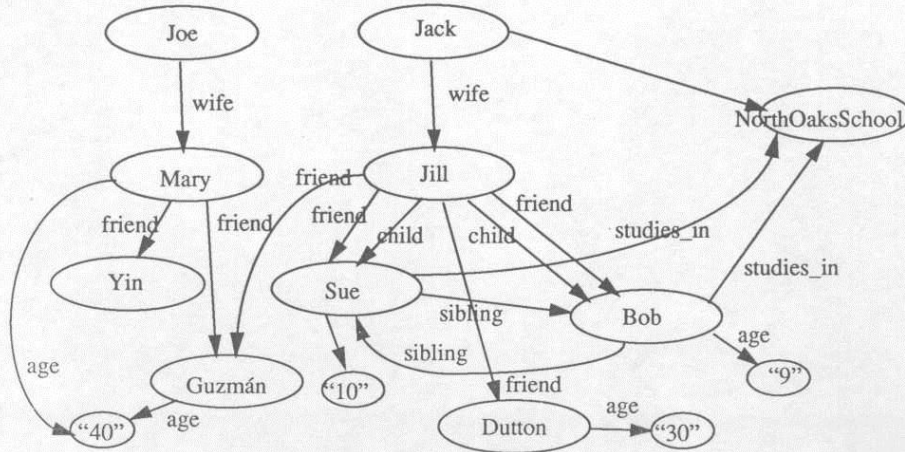 Joe
Jack
wife
wife
NorthOaksSchool
Mary
friend
Jill
friend
friend
friend
friend
child
child
friend
studies_in
Yin
Sue
studies_in
sibling
Bob
age
sibling
Guzmán
"10"
friend
age
"9"
age
"40"
Dutton
age
"30"